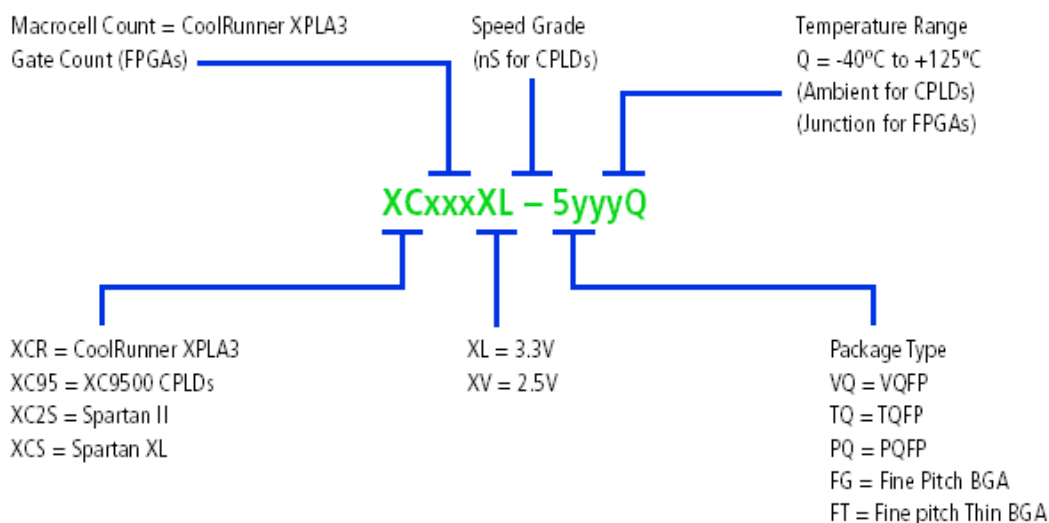 Macrocell Count = CoolRunner XPLA3
Gate Count (FPGAs)
Speed Grade
(nS for CPLDs)
Temperature Range
Q = -40ºC to +125ºC
(Ambient for CPLDs)
(Junction for FPGAs)
XCxxxXL – 5yyyQ
XCR = CoolRunner XPLA3
XC95 = XC9500 CPLDs
XC2S = Spartan II
XCS = Spartan XL
XL = 3.3V
XV = 2.5V
Package Type
VQ = VQFP
TQ = TQFP
PQ = PQFP
FG = Fine Pitch BGA
FT = Fine pitch Thin BGA